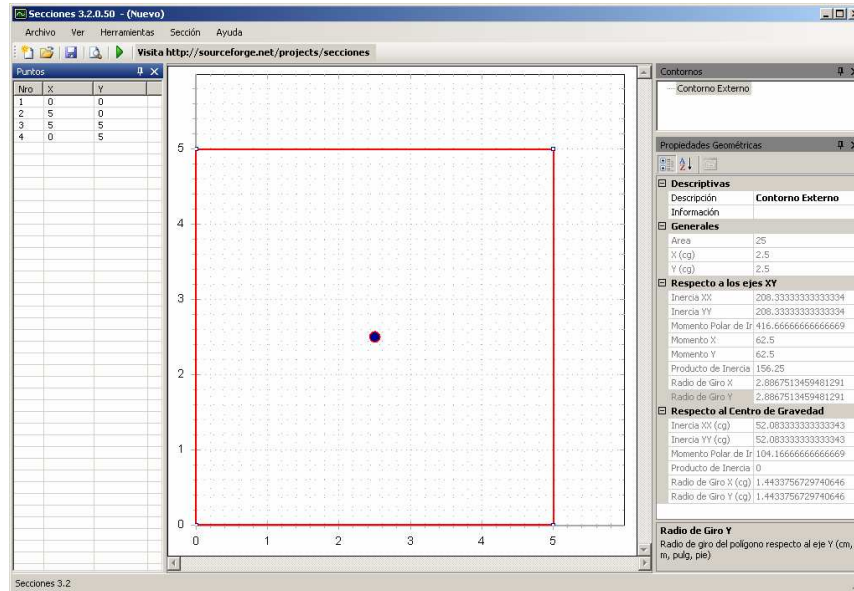 Secciones 3.2.0.50 - (Nuevo)
Archivo Ver Herramientas Sección Ayuda
Visita http://sourceforge.net/projects/secciones
Puntos
Nro X Y
1 0 0
2 5 0
3 5 5
4 0 5
5
4
3
2
1
0
0 1 2 3 4 5
Contornos
Contorno Externo
Propiedades Geométricas
Descriptivas
Descripción Contorno Externo
Información
Generales
Area 25
X (cg) 2.5
Y (cg) 2.5
Respecto a los ejes XY
Inercia XX 208.33333333333334
Inercia YY 208.33333333333334
Momento Polar de Ir 416.66666666666669
Momento X 62.5
Momento Y 62.5
Producto de Inercia 156.25
Radio de Giro X 2.8867513459481291
Radio de Giro Y 2.8867513459481291
Respecto al Centro de Gravedad
Inercia XX (cg) 52.083333333333343
Inercia YY (cg) 52.083333333333343
Momento Polar de Ir 104.16666666666669
Producto de Inercia 0
Radio de Giro X (cg) 1.4433756729740646
Radio de Giro Y (cg) 1.4433756729740646
Radio de Giro Y
Radio de giro del polígono respecto al eje Y (cm,
m, pulg, pie)
Secciones 3.2